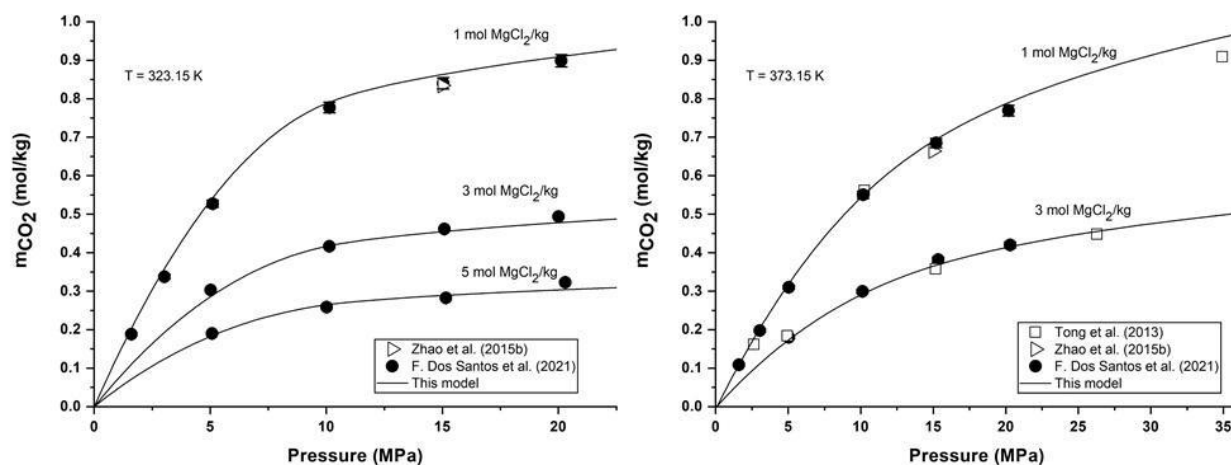 1.0
0.9
0.8
0.7
0.6
0.5
0.4
0.3
0.2
0.1
0.0
mCO2 (mol/kg)
T = 323.15 K
1 mol MgCl2/kg
3 mol MgCl2/kg
5 mol MgCl2/kg
Zhao et al. (2015b)
F. Dos Santos et al. (2021)
This model
0 5 10 15 20
Pressure (MPa)
1.0
0.9
0.8
0.7
0.6
0.5
0.4
0.3
0.2
0.1
0.0
mCO2 (mol/kg)
T = 373.15 K
1 mol MgCl2/kg
3 mol MgCl2/kg
Tong et al. (2013)
Zhao et al. (2015b)
F. Dos Santos et al. (2021)
This model
0 5 10 15 20 25 30 35
Pressure (MPa)